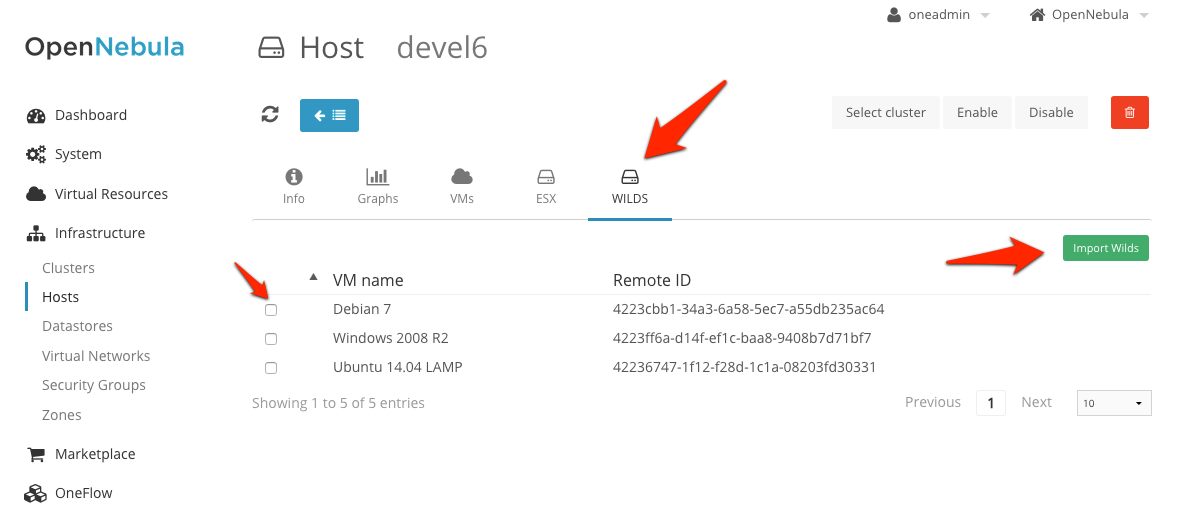 oneadmin OpenNebula
OpenNebula
Host devel6
Select cluster Enable Disable
Dashboard
System
Virtual Resources
Infrastructure
Clusters
Hosts
Datastores
Virtual Networks
Security Groups
Zones
Marketplace
OneFlow
Info Graphs VMs ESX WILDS
Import Wilds
VM name Remote ID
Debian 7 4223cbb1-34a3-6a58-5ec7-a55db235ac64
Windows 2008 R2 4223ff6a-d14f-ef1c-baa8-9408b7d71bf7
Ubuntu 14.04 LAMP 42236747-1f12-f28d-1c1a-08203fd30331
Showing 1 to 5 of 5 entries
Previous 1 Next 10